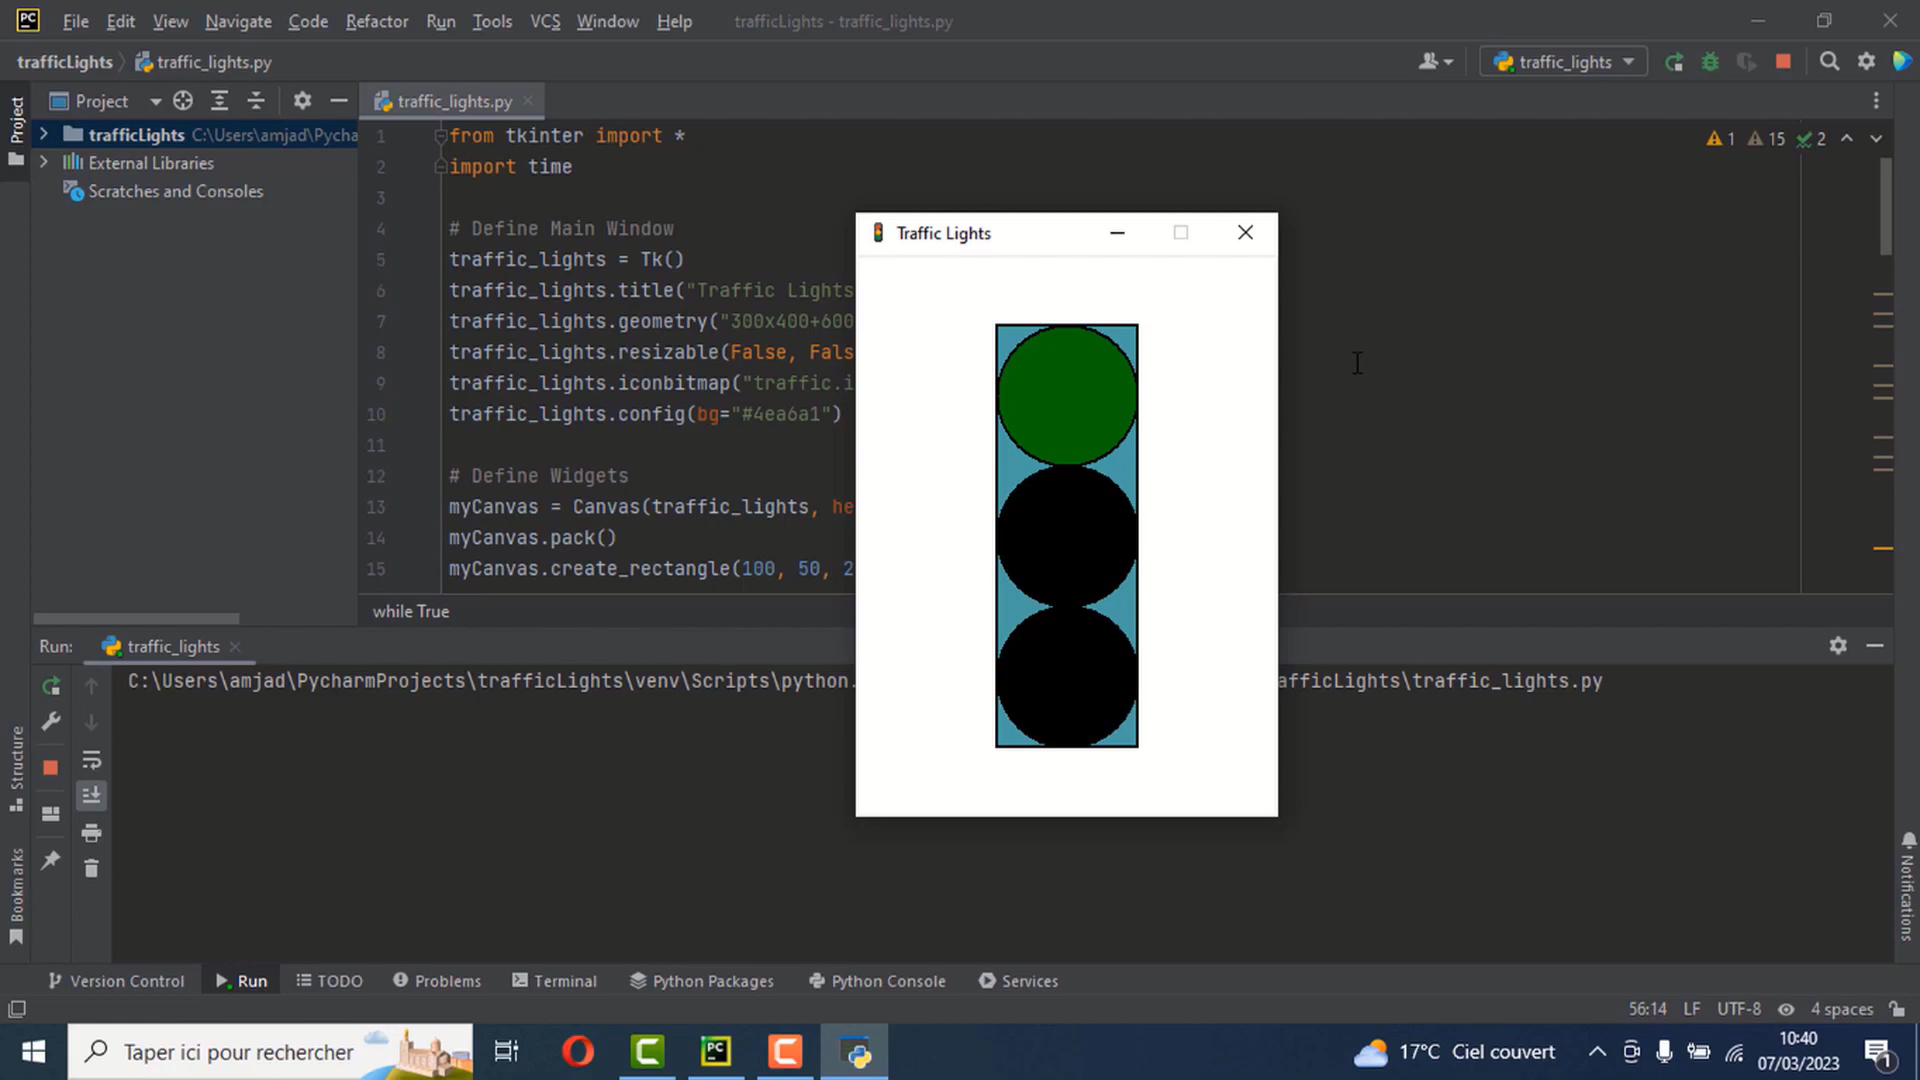 PC File Edit View Navigate Code Refactor Run Tools VCS Window Help trafficLights - traffic_lights.py
trafficLights traffic_lights.py traffic_lights
Project traffic_lights.py
Project
trafficLights C:\Users\amjad\Pycha
External Libraries
Scratches and Consoles
1 from tkinter import *
2 import time
3
4 # Define Main Window
5 traffic_lights = Tk()
6 traffic_lights.title("Traffic Lights
7 traffic_lights.geometry("300x400+600
8 traffic_lights.resizable(False, Fals
9 traffic_lights.iconbitmap("traffic.i
10 traffic_lights.config(bg="#4ea6a1")
11
12 # Define Widgets
13 myCanvas = Canvas(traffic_lights, he
14 myCanvas.pack()
15 myCanvas.create_rectangle(100, 50, 2
1 15 2
Traffic Lights
while True
Run: traffic_lights
C:\Users\amjad\PycharmProjects\trafficLights\venv\Scripts\python. afficLights\traffic_lights.py
Structure
Bookmarks
Notifications
Version Control Run TODO Problems Terminal Python Packages Python Console Services
56:14 LF UTF-8 4 spaces
Taper ici pour rechercher PC 17°C Ciel couvert 10:40
07/03/2023
1